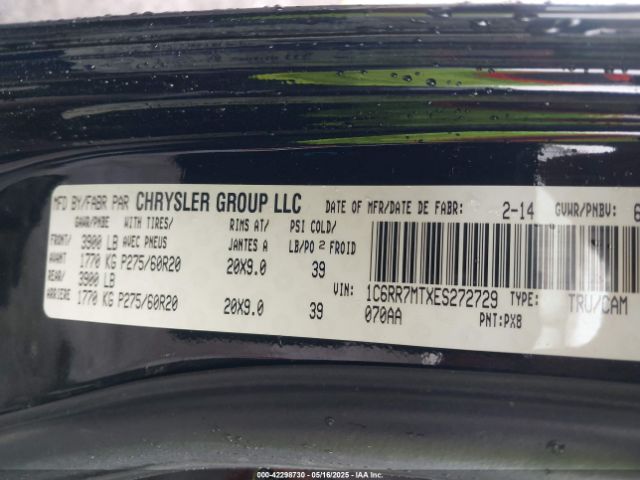 MFD BY/FABR PAR CHRYSLER GROUP LLC DATE OF MFR/DATE DE FABR: 2-14 GVWR/PNBV: 6
GAWR/PNBE WITH TIRES/ RIMS AT/ PSI COLD/
FRONT/ 3900 LB AVEC PNEUS JANTES A LB/PO 2 FROID
AVANT 1770 KG P275/60R20 20X9.0 39
REAR/ 3900 LB
ARRIERE 1770 KG P275/60R20 20X9.0 39
VIN: 1C6RR7MTXES272729 TYPE: TRU/CAM
070AA PNT:PX8
000-42298730 - 05/16/2025 - IAAI.COM